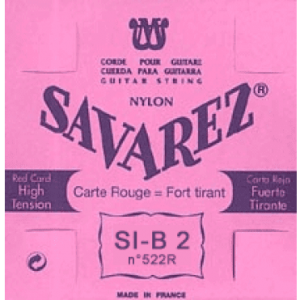 CORDE POUR GUITARE
CUERDA PARA GUITARRA
GUITAR STRING
NYLON
SAVAREZ®
Red Card
High
Tension
Carte Rouge = Fort tirant
Carta Roja
Fuerte
Tirante
SI-B 2
n°522R
MADE IN FRANCE